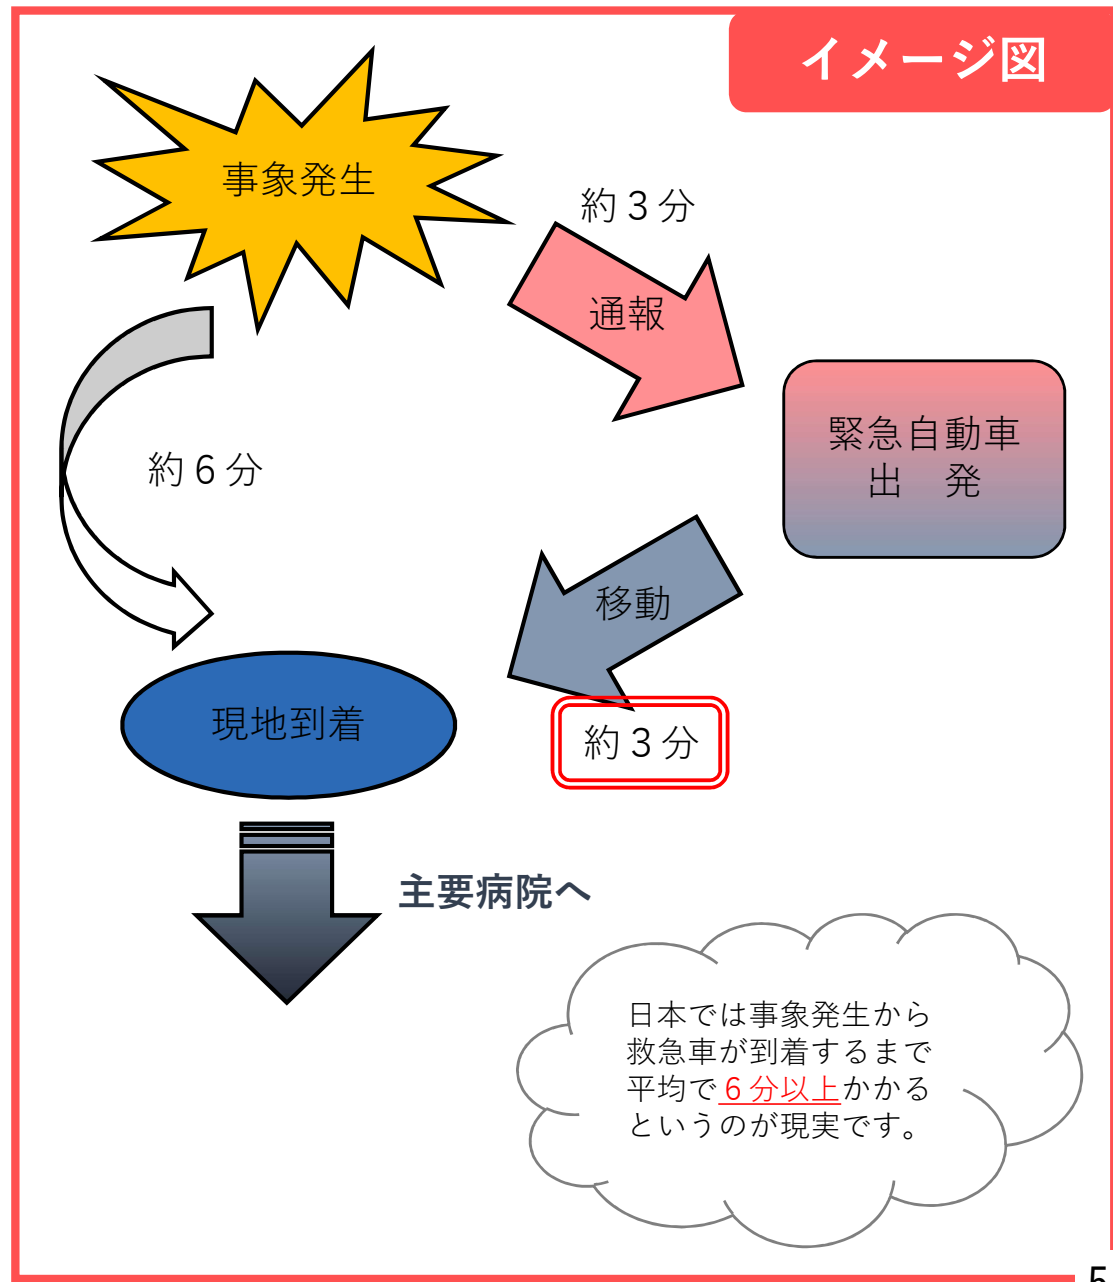 イメージ図
事象発生
約３分
通報
緊急自動車
出　発
約６分
移動
現地到着
約３分
主要病院へ
日本では事象発生から
救急車が到着するまで
平均で６分以上かかる
というのが現実です。
5